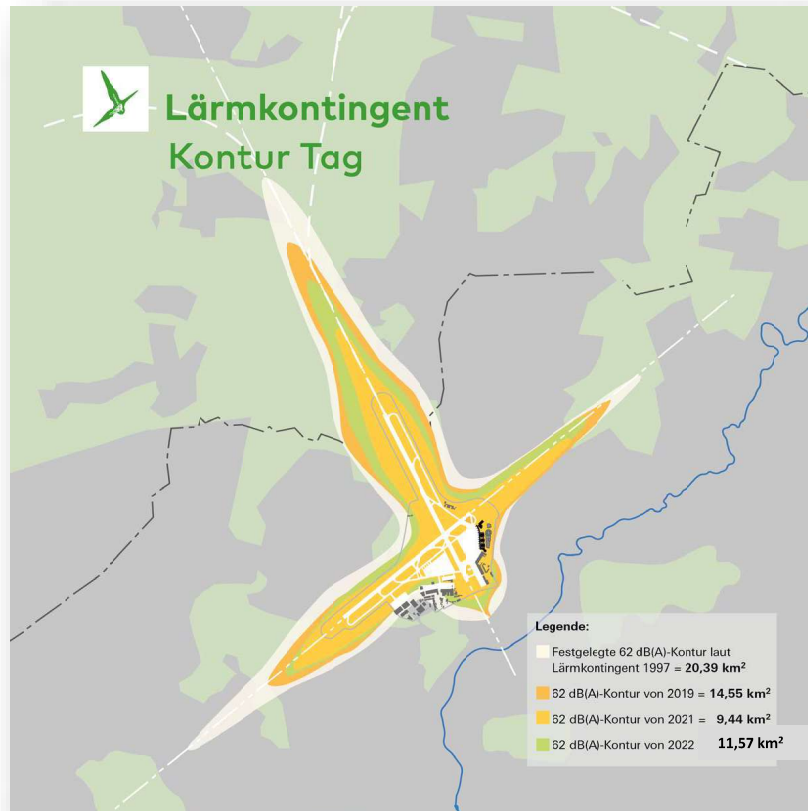 Lärmkontingent
Kontur Tag
Legende:
Festgelegte 62 dB(A)-Kontur laut
Lärmkontingent 1997 = 20,39 km²
62 dB(A)-Kontur von 2019 = 14,55 km²
62 dB(A)-Kontur von 2021 = 9,44 km²
62 dB(A)-Kontur von 2022 11,57 km²